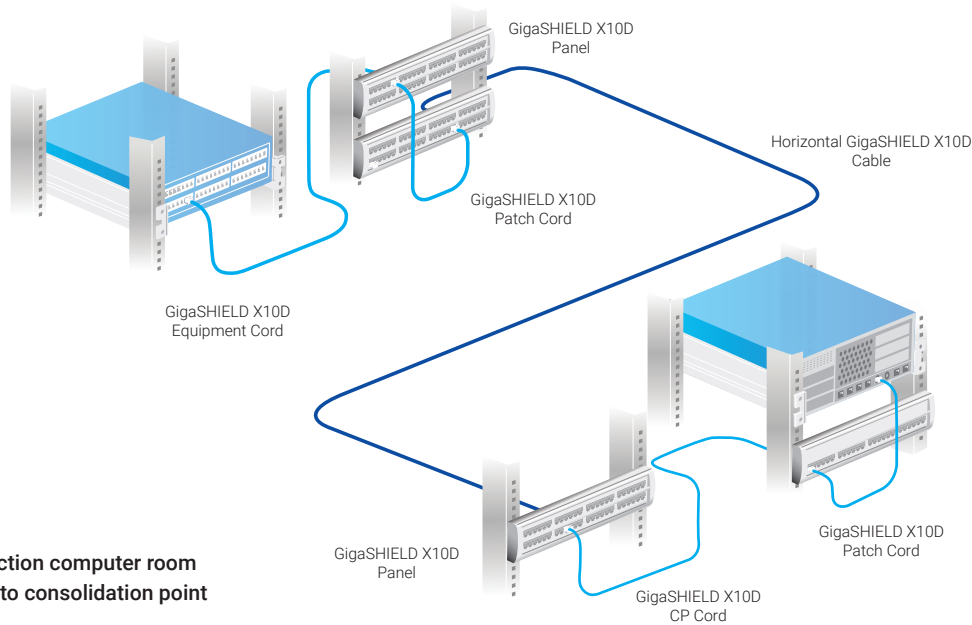 GigaSHIELD X10D
Panel
Horizontal GigaSHIELD X10D
Cable
GigaSHIELD X10D
Patch Cord
GigaSHIELD X10D
Equipment Cord
GigaSHIELD X10D
Patch Cord
GigaSHIELD X10D
Panel
GigaSHIELD X10D
CP Cord
ction computer room
to consolidation point